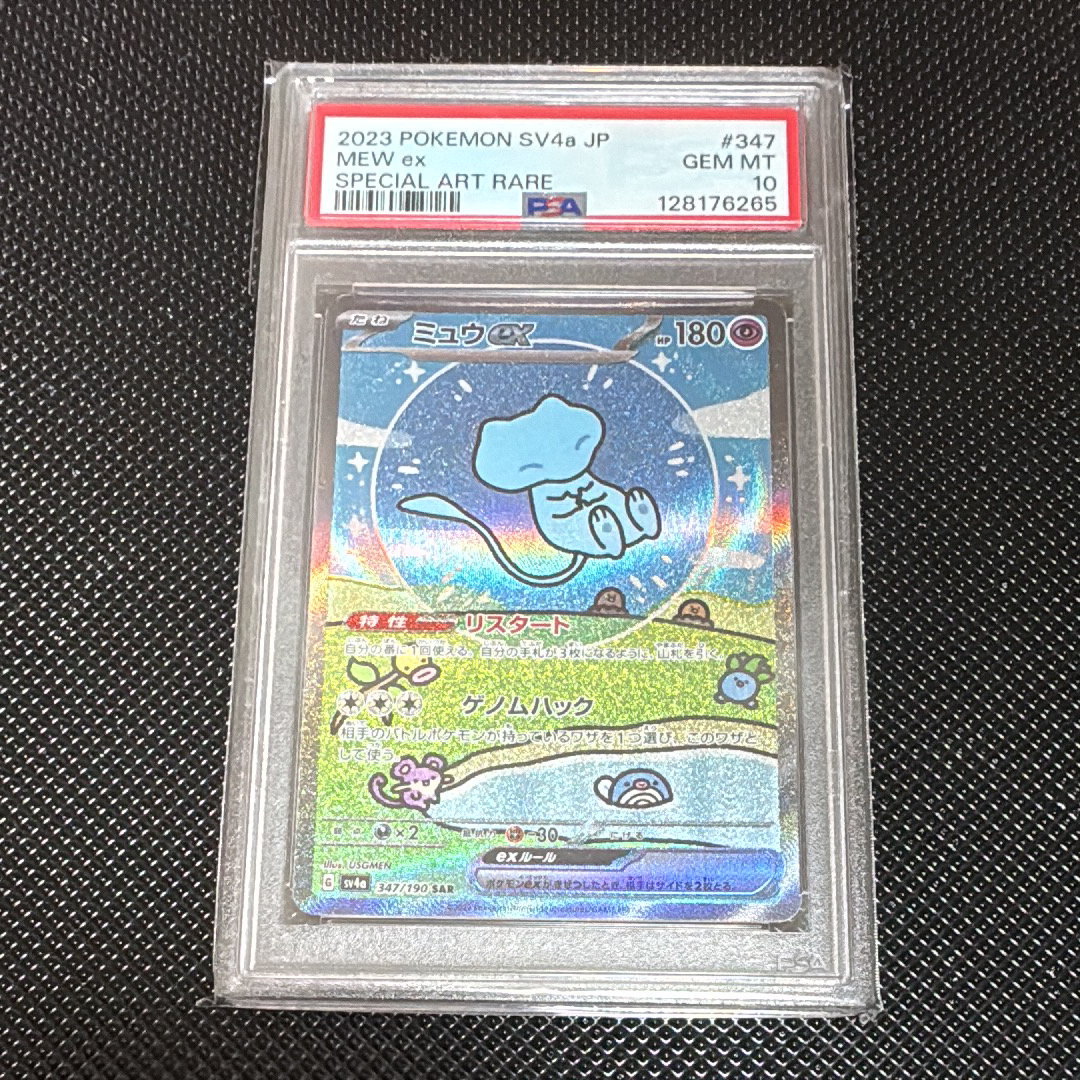 2023 POKEMON SV4a JP #347
MEW ex GEM MT
SPECIAL ART RARE 10
PSA 128176265
たね ミュウex HP 180
特性 リスタート
自分の番に1回使える。自分の手札が3枚になるように、山札を引く。
ゲノムハック
相手のバトルポケモンが持っているワザを1つ選び、このワザと
して使う。
×2 -30 にげる
Illus. USGMEN
exルール
G SV4a 347/190 SAR
ポケモンexがきぜつしたとき、相手はサイドを2枚とる。
PSA